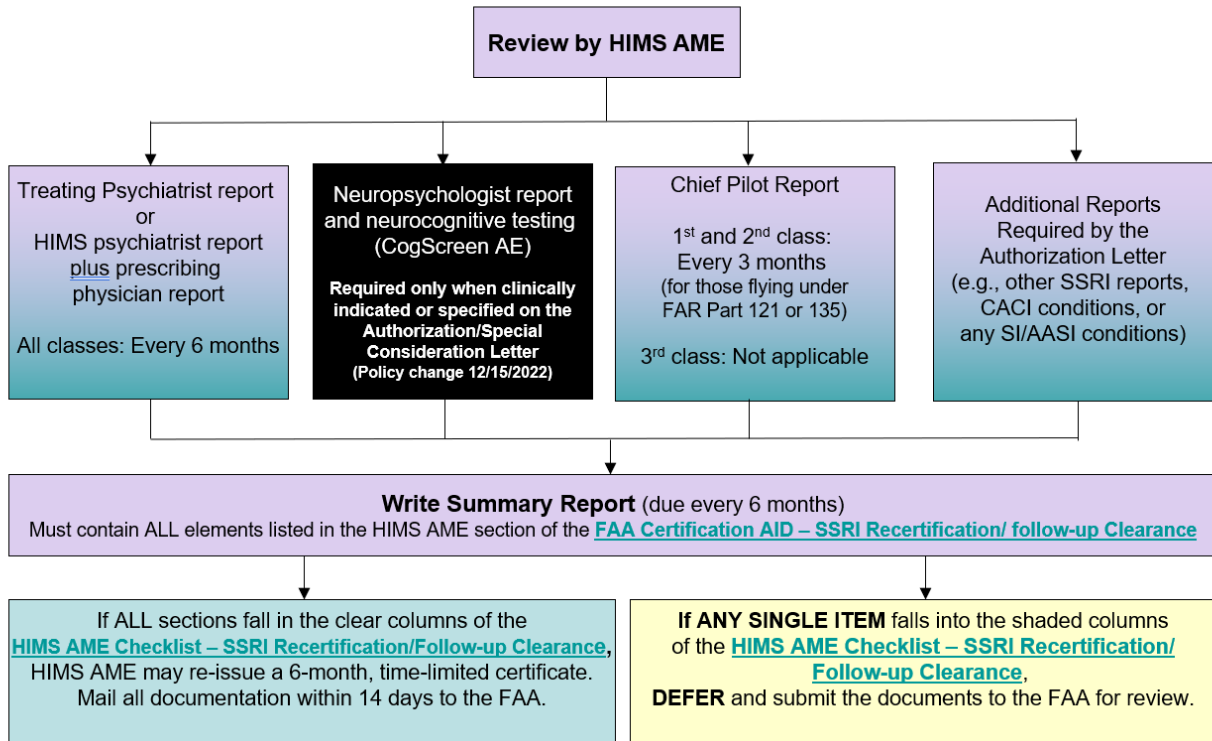 Review by HIMS AME
Treating Psychiatrist report
or
HIMS psychiatrist report
plus prescribing
physician report
All classes: Every 6 months
Neuropsychologist report
and neurocognitive testing
(CogScreen AE)
Required only when clinically
indicated or specified on the
Authorization/Special
Consideration Letter
(Policy change 12/15/2022)
Chief Pilot Report
1st and 2nd class:
Every 3 months
(for those flying under
FAR Part 121 or 135)
3rd class: Not applicable
Additional Reports
Required by the
Authorization Letter
(e.g., other SSRI reports,
CACI conditions, or
any SI/AASI conditions)
Write Summary Report (due every 6 months)
Must contain ALL elements listed in the HIMS AME section of the FAA Certification AID – SSRI Recertification/ follow-up Clearance
If ALL sections fall in the clear columns of the
HIMS AME Checklist – SSRI Recertification/Follow-up Clearance,
HIMS AME may re-issue a 6-month, time-limited certificate.
Mail all documentation within 14 days to the FAA.
If ANY SINGLE ITEM falls into the shaded columns
of the HIMS AME Checklist – SSRI Recertification/
Follow-up Clearance,
DEFER and submit the documents to the FAA for review.